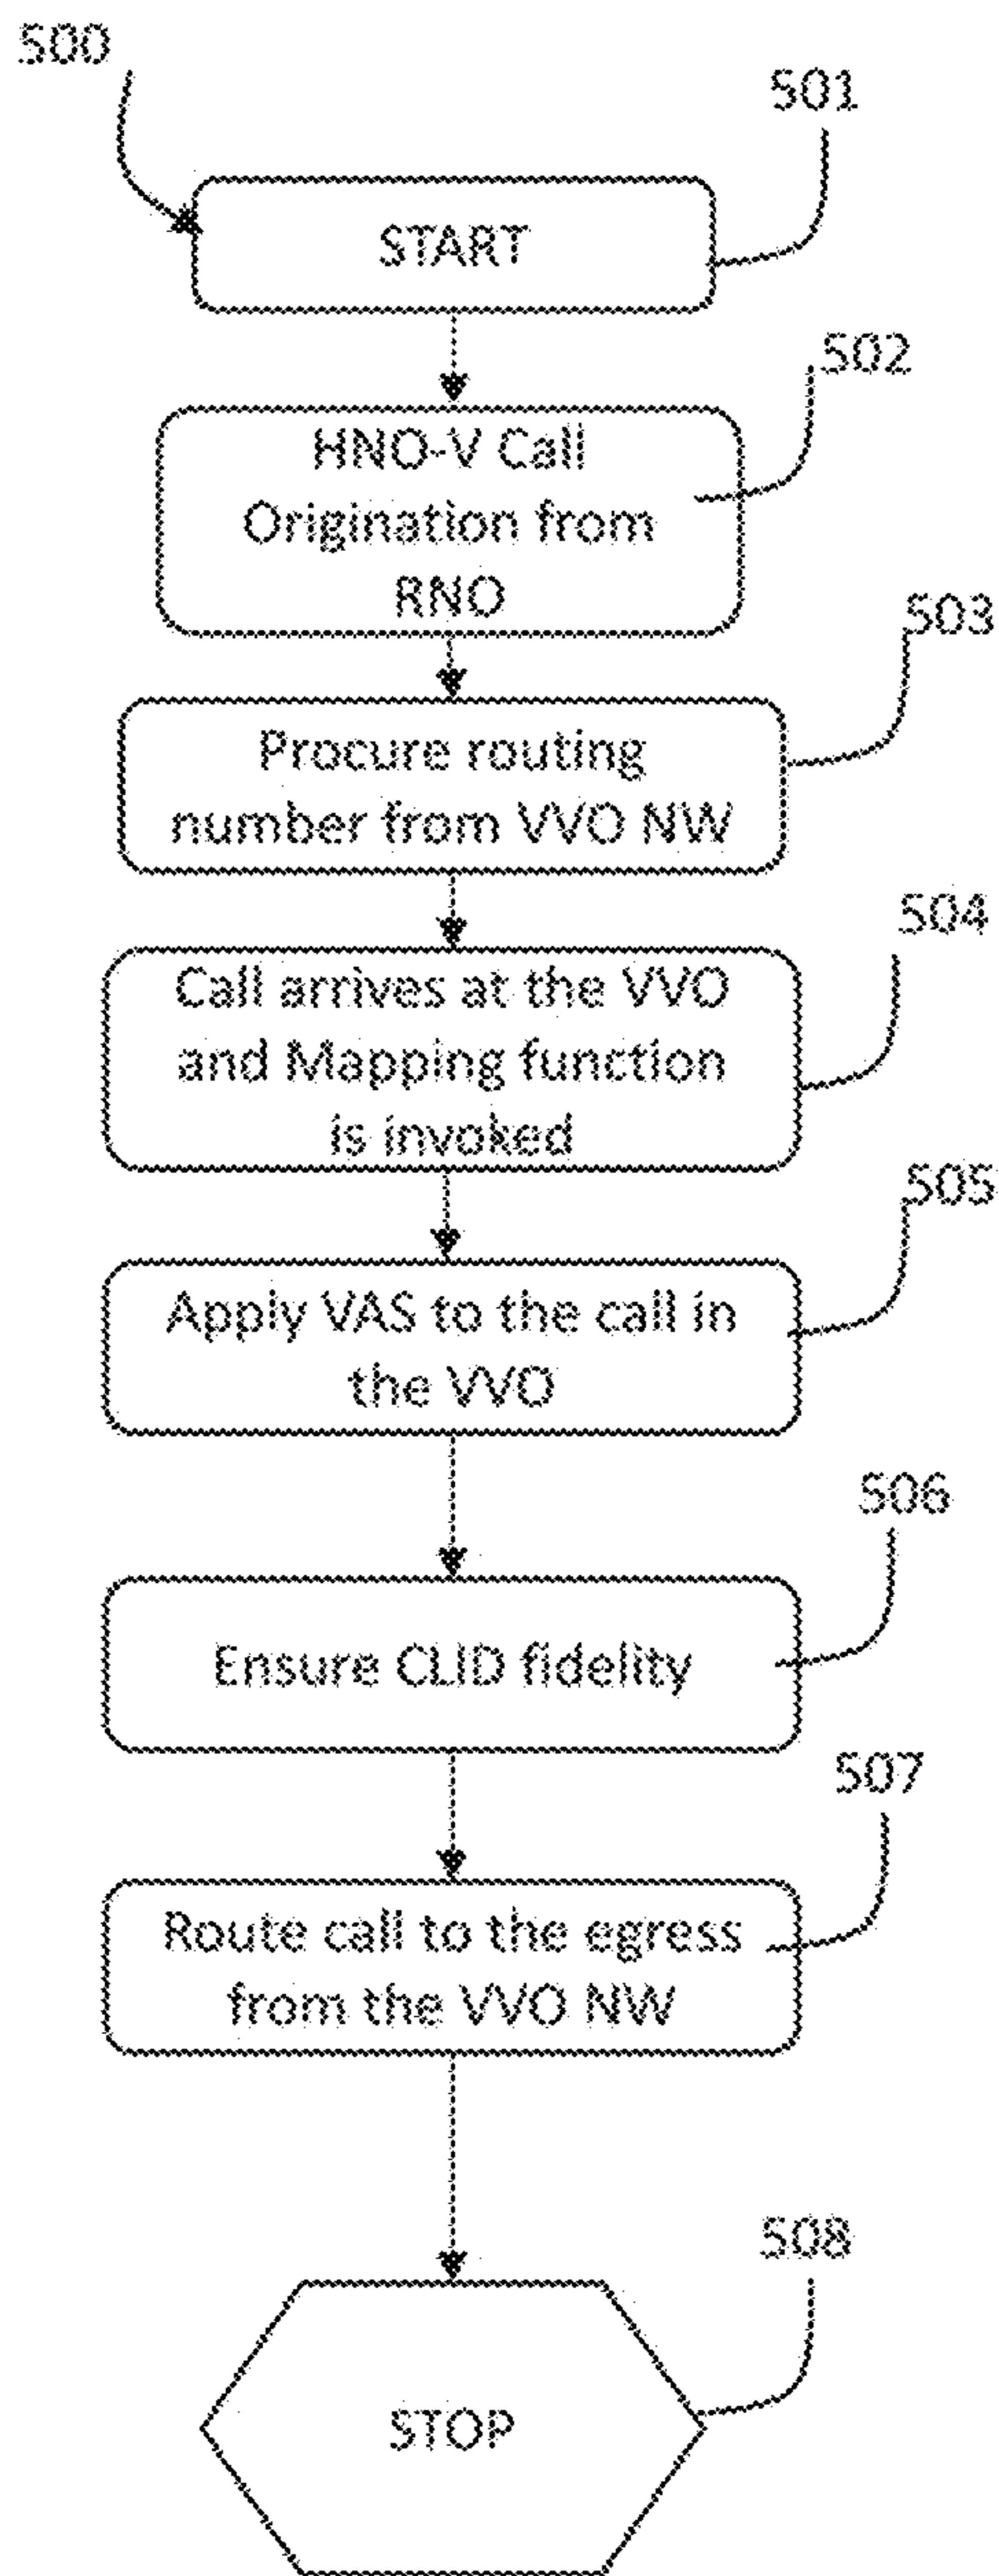 500
501
START
502
HNO-V Call
Origination from
RNO
503
Procure routing
number from VVO NW
504
Call arrives at the VVO
and Mapping function
is invoked
505
Apply VAS to the call in
the VVO
506
Ensure CLID fidelity
507
Route call to the egress
from the VVO NW
508
STOP